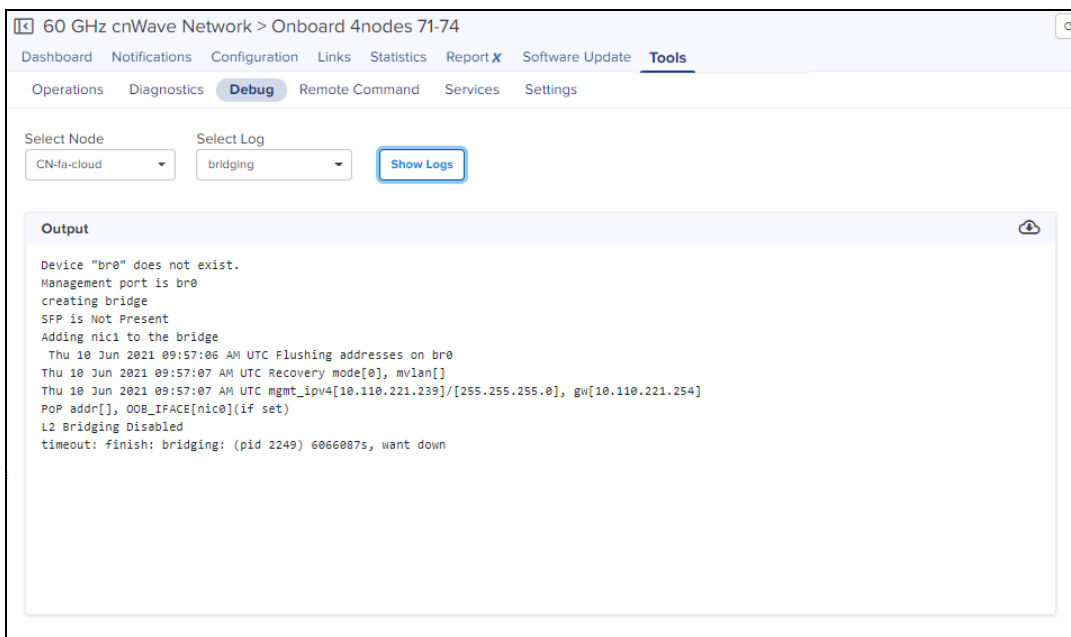 60 GHz cnWave Network > Onboard 4nodes 71-74
Dashboard Notifications Configuration Links Statistics Report X Software Update Tools
Operations Diagnostics Debug Remote Command Services Settings
Select Node Select Log
CN-fa-cloud bridging Show Logs
Output
Device "br0" does not exist.
Management port is br0
creating bridge
SFP is Not Present
Adding nic1 to the bridge
Thu 10 Jun 2021 09:57:06 AM UTC Flushing addresses on br0
Thu 10 Jun 2021 09:57:07 AM UTC Recovery mode[0], mvlan[]
Thu 10 Jun 2021 09:57:07 AM UTC mgmt_ipv4[10.110.221.239]/[255.255.255.0], gw[10.110.221.254]
PoP addr[], OOB_IFACE[nic0](if set)
L2 Bridging Disabled
timeout: finish: bridging: (pid 2249) 6066087s, want down